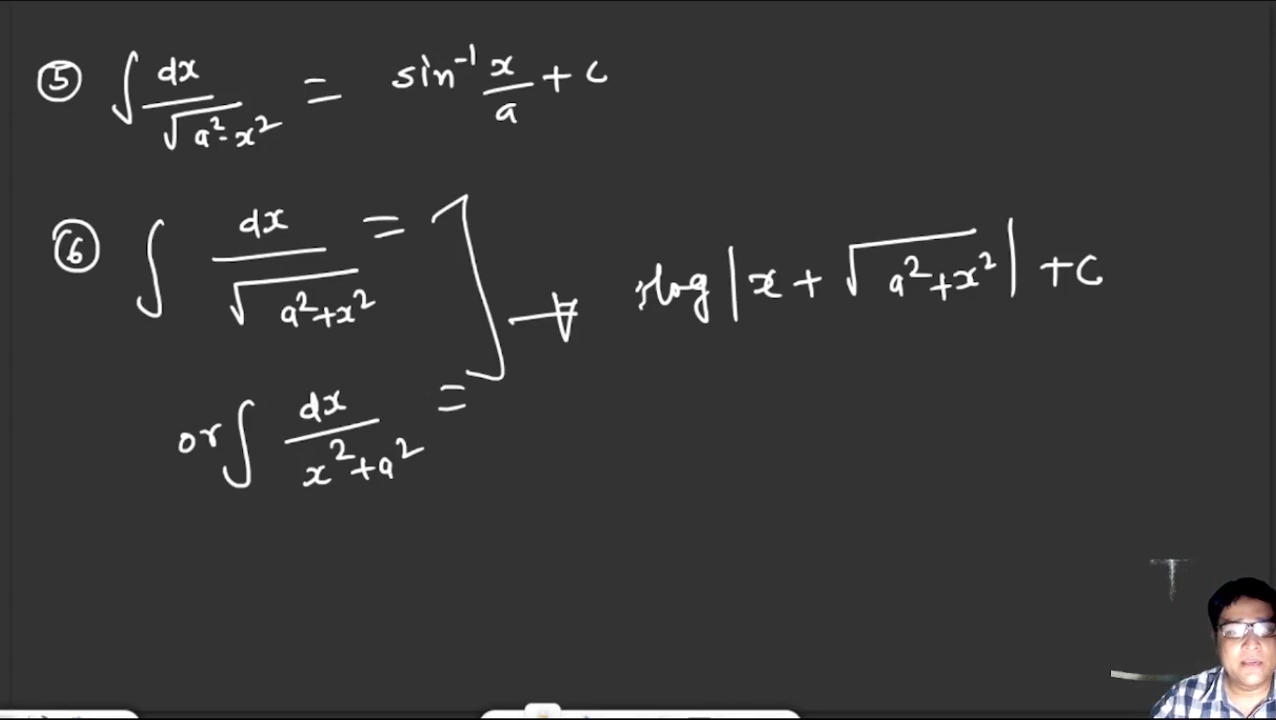 ⑤ ∫ dx/√a²-x² = sin⁻¹ x/a + c
⑥ ∫ dx/√a²+x² = → log|x + √a²+x²| + c
or ∫ dx/x²+a² =